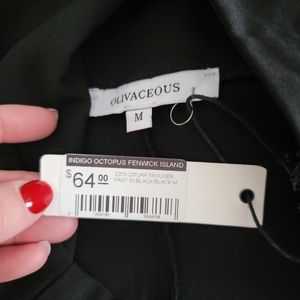 OLIVACEOUS
M
INDIGO OCTOPUS FENWICK ISLAND
$64.00
PANT IN BLACK BLACK M